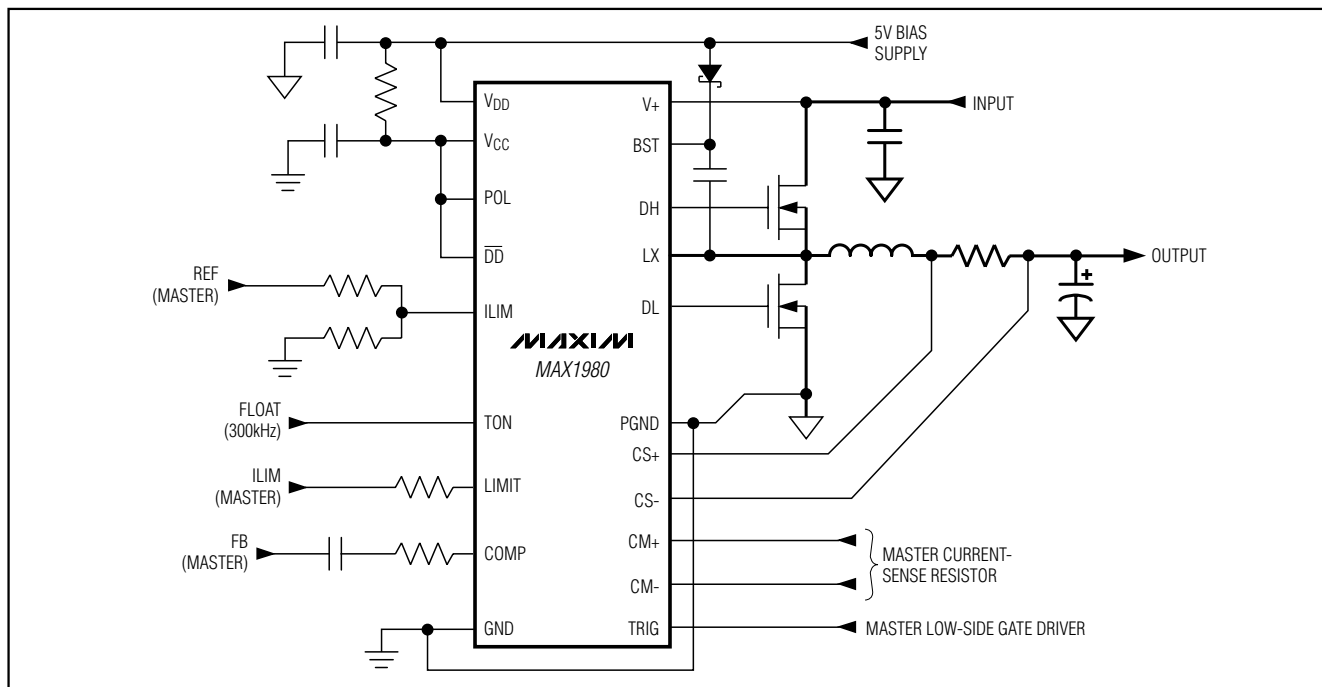 5V BIAS
SUPPLY
VDD
V+
INPUT
VCC
BST
POL
DH
DD
LX
OUTPUT
REF
(MASTER)
ILIM
DL
+
MAXIM
MAX1980
FLOAT
(300kHz)
TON
PGND
CS+
ILIM
(MASTER)
LIMIT
CS-
FB
(MASTER)
COMP
CM+
MASTER CURRENT-
SENSE RESISTOR
CM-
GND
TRIG
MASTER LOW-SIDE GATE DRIVER